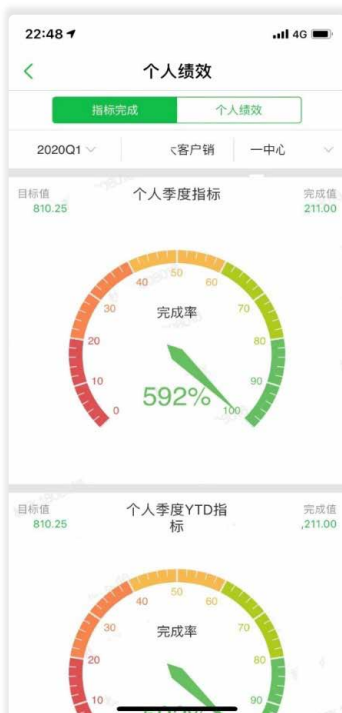 22:48
4G
个人绩效
指标完成
个人绩效
2020Q1
客户销
一中心
目标值
810.25
个人季度指标
完成值
211.00
0
10
20
30
40
50
60
70
80
90
100
完成率
592%
目标值
810.25
个人季度YTD指
标
完成值
,211.00
10
20
30
40
50
60
70
80
90
完成率